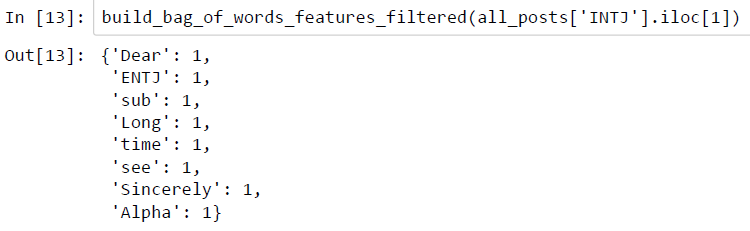 In [13]: build_bag_of_words_features_filtered(all_posts['INTJ'].iloc[1])
Out[13]: {'Dear': 1,
'ENTJ': 1,
'sub': 1,
'Long': 1,
'time': 1,
'see': 1,
'Sincerely': 1,
'Alpha': 1}